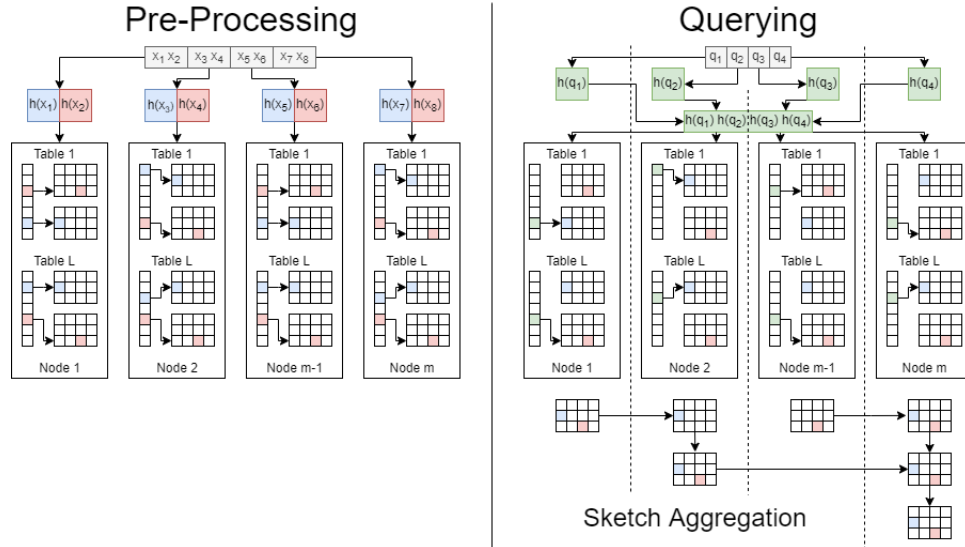 Pre-Processing
x₁ x₂ x₃ x₄ x₅ x₆ x₇ x₈
h(x₁) h(x₂) h(x₃) h(x₄) h(x₅) h(x₆) h(x₇) h(x₈)
Table 1 Table 1 Table 1 Table 1
Table L Table L Table L Table L
Node 1 Node 2 Node m-1 Node m
Querying
q₁ q₂ q₃ q₄
h(q₁) h(q₂) h(q₃) h(q₄)
h(q₁) h(q₂) h(q₃) h(q₄)
Table 1 Table 1 Table 1 Table 1
Table L Table L Table L Table L
Node 1 Node 2 Node m-1 Node m
Sketch Aggregation